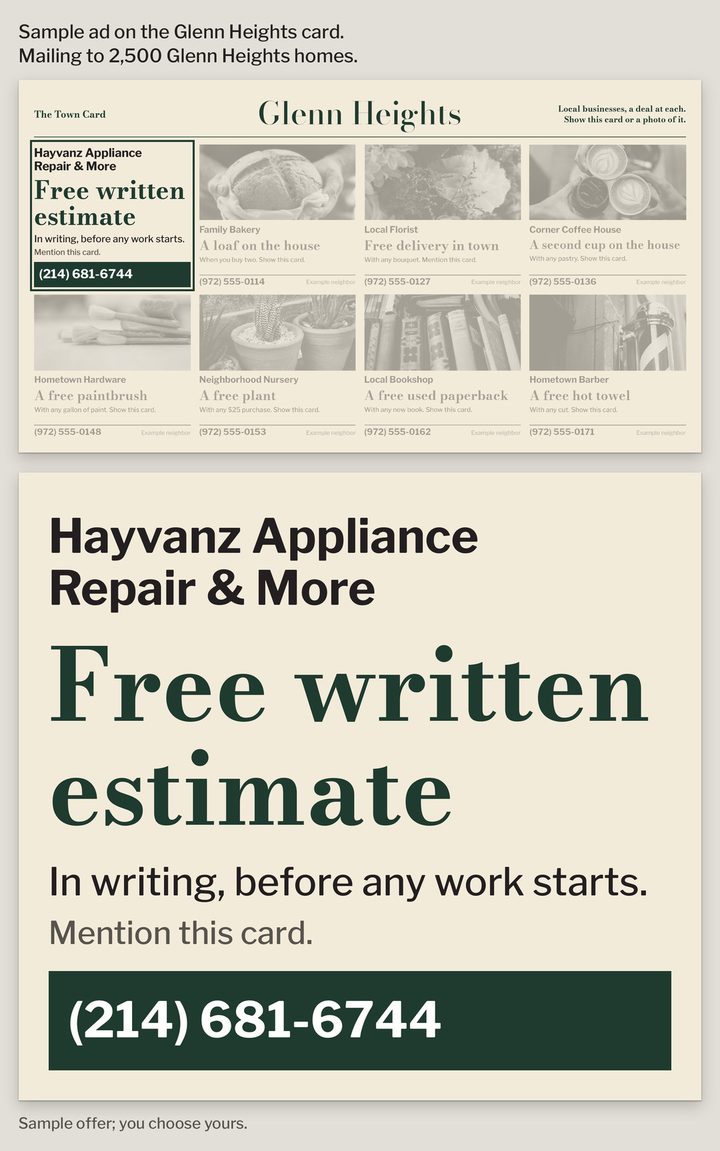 Sample ad on the Glenn Heights card.
Mailing to 2,500 Glenn Heights homes.
The Town Card
Glenn Heights
Local businesses, a deal at each.
Show this card or a photo of it.
Hayvanz Appliance
Repair & More
Free written
estimate
In writing, before any work starts.
Mention this card.
(214) 681-6744
Family Bakery
A loaf on the house
When you buy two. Show this card.
(972) 555-0114
Example neighbor
Local Florist
Free delivery in town
With any bouquet. Mention this card.
(972) 555-0127
Example neighbor
Corner Coffee House
A second cup on the house
With any pastry. Show this card.
(972) 555-0136
Example neighbor
Hometown Hardware
A free paintbrush
With any gallon of paint. Show this card.
(972) 555-0148
Example neighbor
Neighborhood Nursery
A free plant
With any $25 purchase. Show this card.
(972) 555-0153
Example neighbor
Local Bookshop
A free used paperback
With any new book. Show this card.
(972) 555-0162
Example neighbor
Hometown Barber
A free hot towel
With any cut. Show this card.
(972) 555-0171
Example neighbor
Hayvanz Appliance
Repair & More
Free written
estimate
In writing, before any work starts.
Mention this card.
(214) 681-6744
Sample offer; you choose yours.